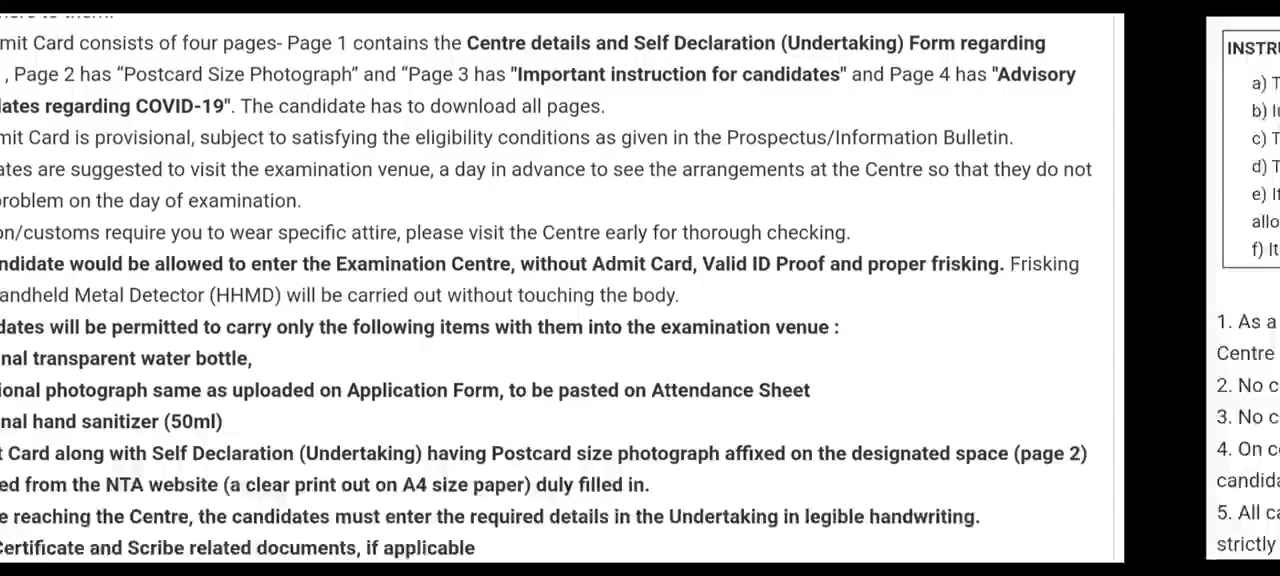 mit Card consists of four pages- Page 1 contains the Centre details and Self Declaration (Undertaking) Form regarding
, Page 2 has “Postcard Size Photograph” and “Page 3 has "Important instruction for candidates" and Page 4 has "Advisory
lates regarding COVID-19". The candidate has to download all pages.
mit Card is provisional, subject to satisfying the eligibility conditions as given in the Prospectus/Information Bulletin.
ates are suggested to visit the examination venue, a day in advance to see the arrangements at the Centre so that they do not
problem on the day of examination.
on/customs require you to wear specific attire, please visit the Centre early for thorough checking.
ndidate would be allowed to enter the Examination Centre, without Admit Card, Valid ID Proof and proper frisking. Frisking
andheld Metal Detector (HHMD) will be carried out without touching the body.
dates will be permitted to carry only the following items with them into the examination venue :
nal transparent water bottle,
ional photograph same as uploaded on Application Form, to be pasted on Attendance Sheet
nal hand sanitizer (50ml)
t Card along with Self Declaration (Undertaking) having Postcard size photograph affixed on the designated space (page 2)
ed from the NTA website (a clear print out on A4 size paper) duly filled in.
e reaching the Centre, the candidates must enter the required details in the Undertaking in legible handwriting.
Certificate and Scribe related documents, if applicable
INSTRU
a) T
b) I
c) T
d) T
e) If
allo
f) It
1. As a
Centre
2. No c
3. No c
4. On c
candida
5. All ca
strictly